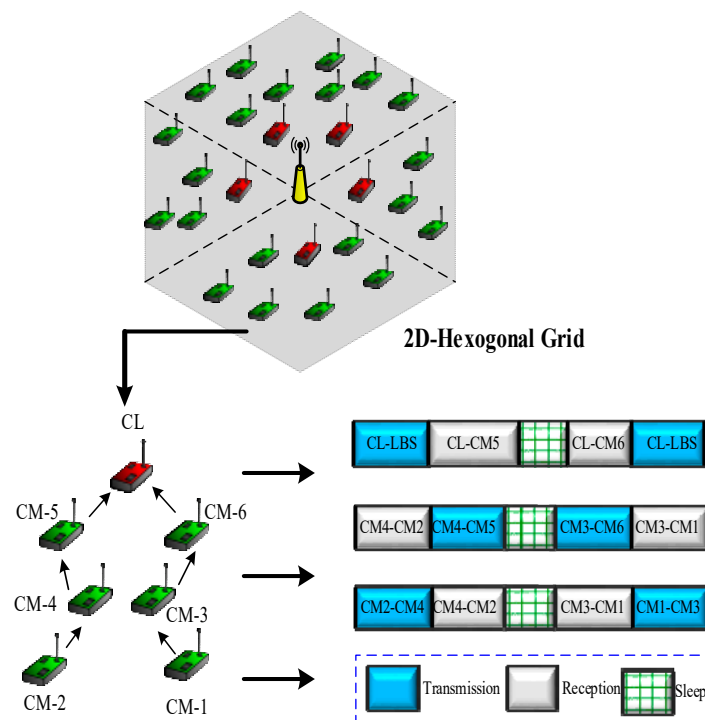 2D-Hexogonal Grid
CL
CL-LBS CL-CM5 CL-CM6 CL-LBS
CM-5 CM-6
CM4-CM2 CM4-CM5 CM3-CM6 CM3-CM1
CM-4 CM-3
CM2-CM4 CM4-CM2 CM3-CM1 CM1-CM3
CM-2 CM-1
Transmission Reception Sleep